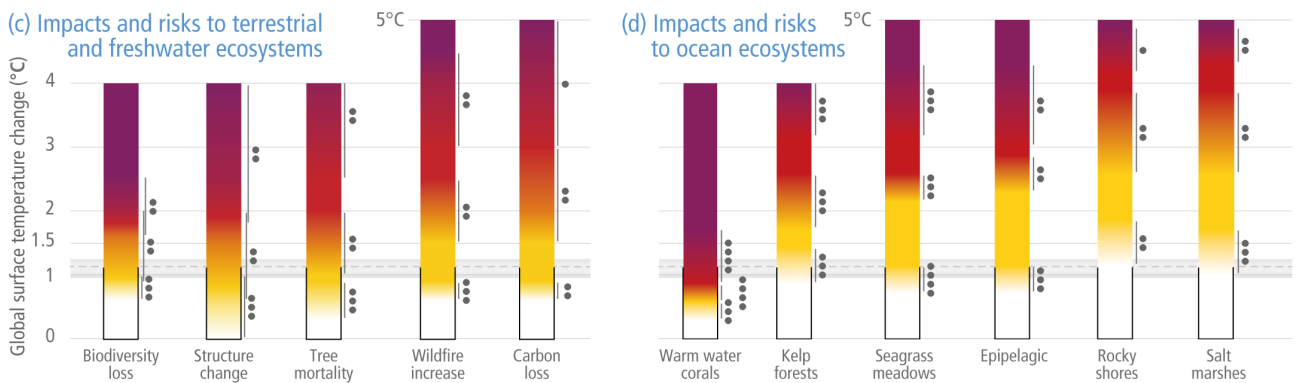 (c) Impacts and risks to terrestrial
and freshwater ecosystems
5°C
(d) Impacts and risks
to ocean ecosystems
5°C
Global surface temperature change (°C)
4
3
2
1.5
1
0
Biodiversity
loss
Structure
change
Tree
mortality
Wildfire
increase
Carbon
loss
Warm water
corals
Kelp
forests
Seagrass
meadows
Epipelagic
Rocky
shores
Salt
marshes